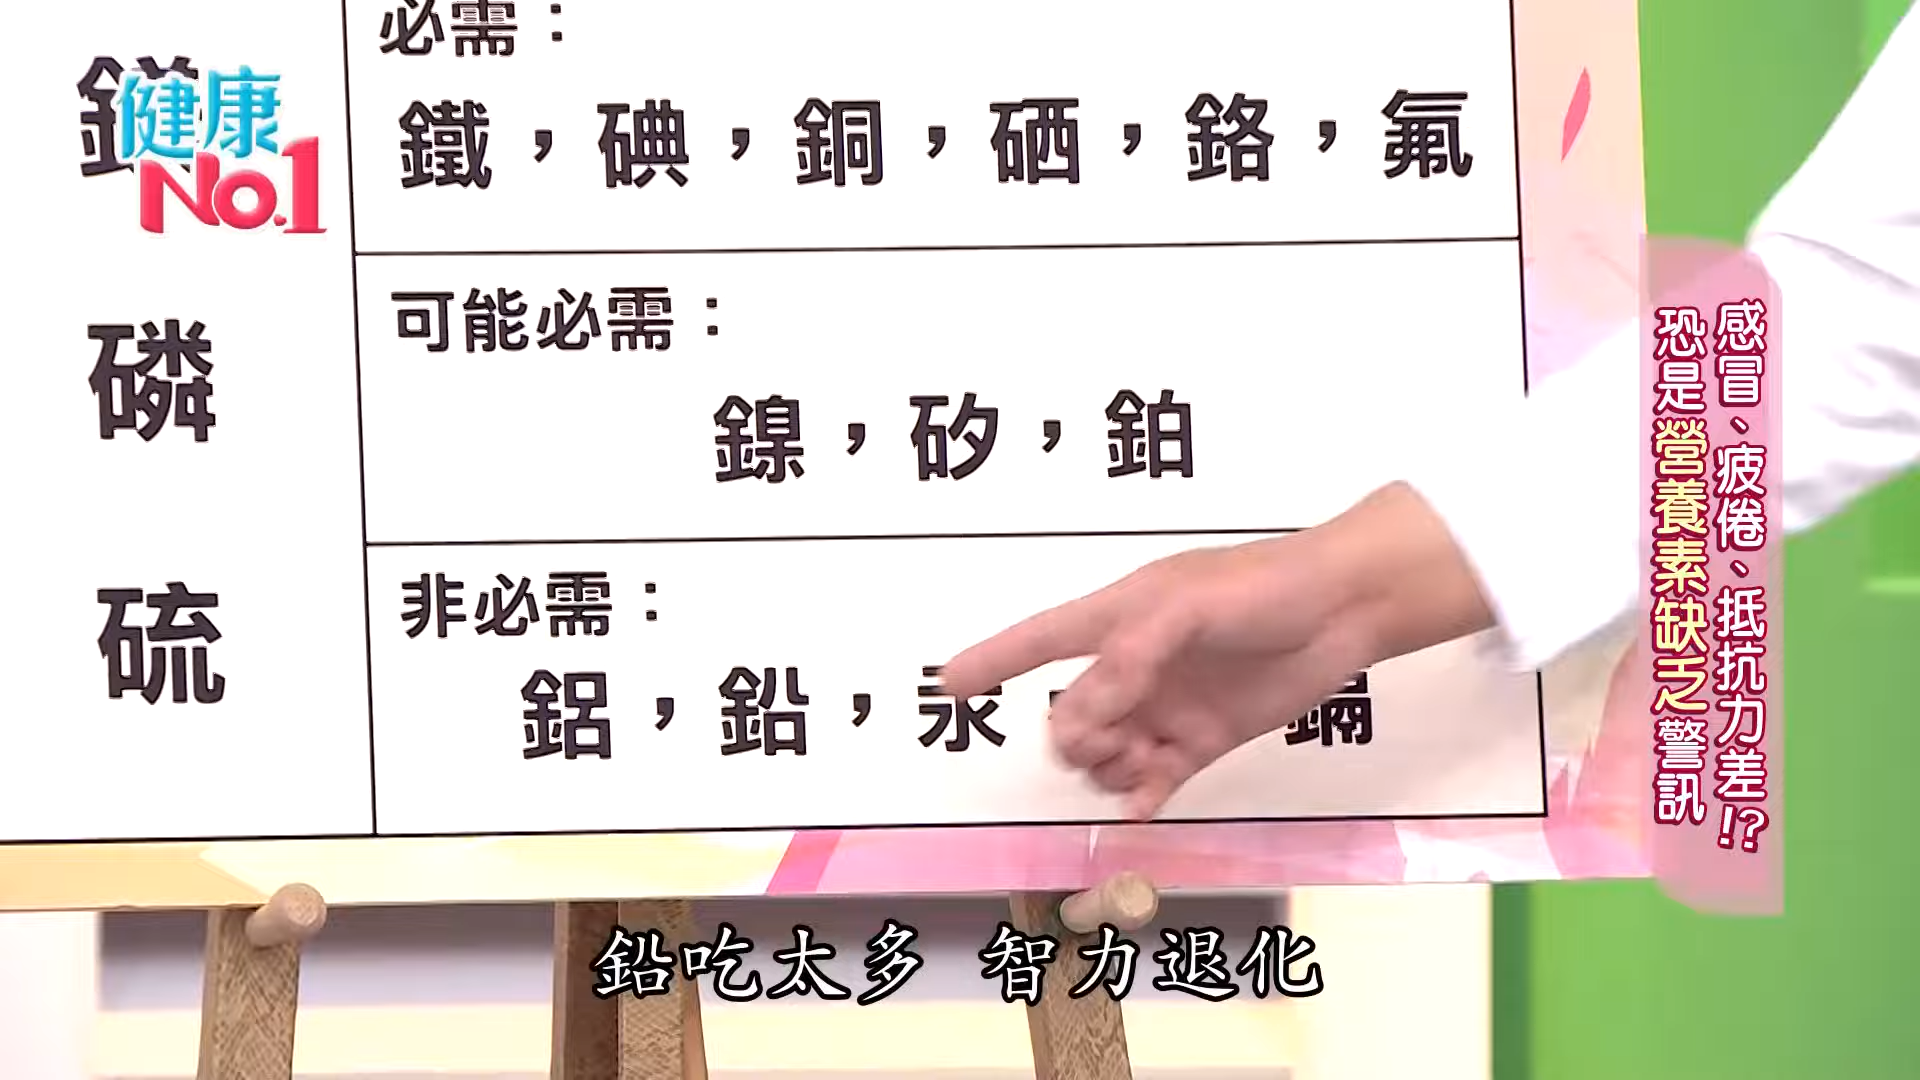 健康
No.1
磷
硫
必需：
鐵，碘，銅，硒，鉻，氟
可能必需：
鎳，矽，鉑
非必需：
鋁，鉛，汞
鎘
感冒、疲倦、抵抗力差!?
恐是營養素缺乏警訊
鉛吃太多 智力退化